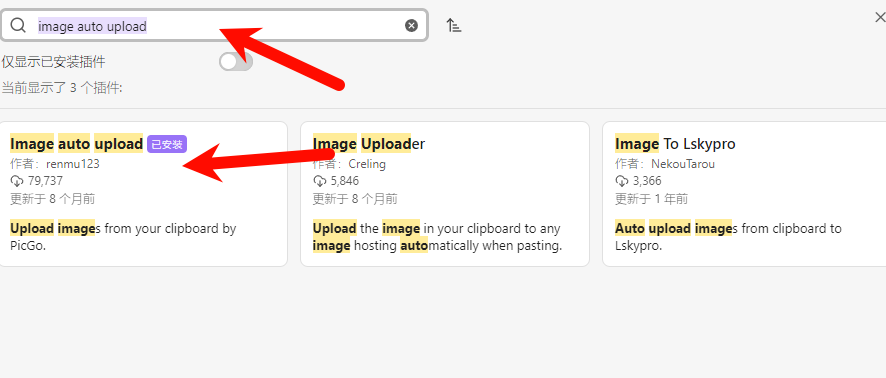 image auto upload
仅显示已安装插件
当前显示了 3 个插件:
Image auto upload 已安装
作者：renmu123
79,737
更新于 8 个月前
Upload images from your clipboard by
PicGo.
Image Uploader
作者：Creling
5,846
更新于 8 个月前
Upload the image in your clipboard to any
image hosting automatically when pasting.
Image To Lskypro
作者：NekouTarou
3,366
更新于 1 年前
Auto upload images from clipboard to
Lskypro.